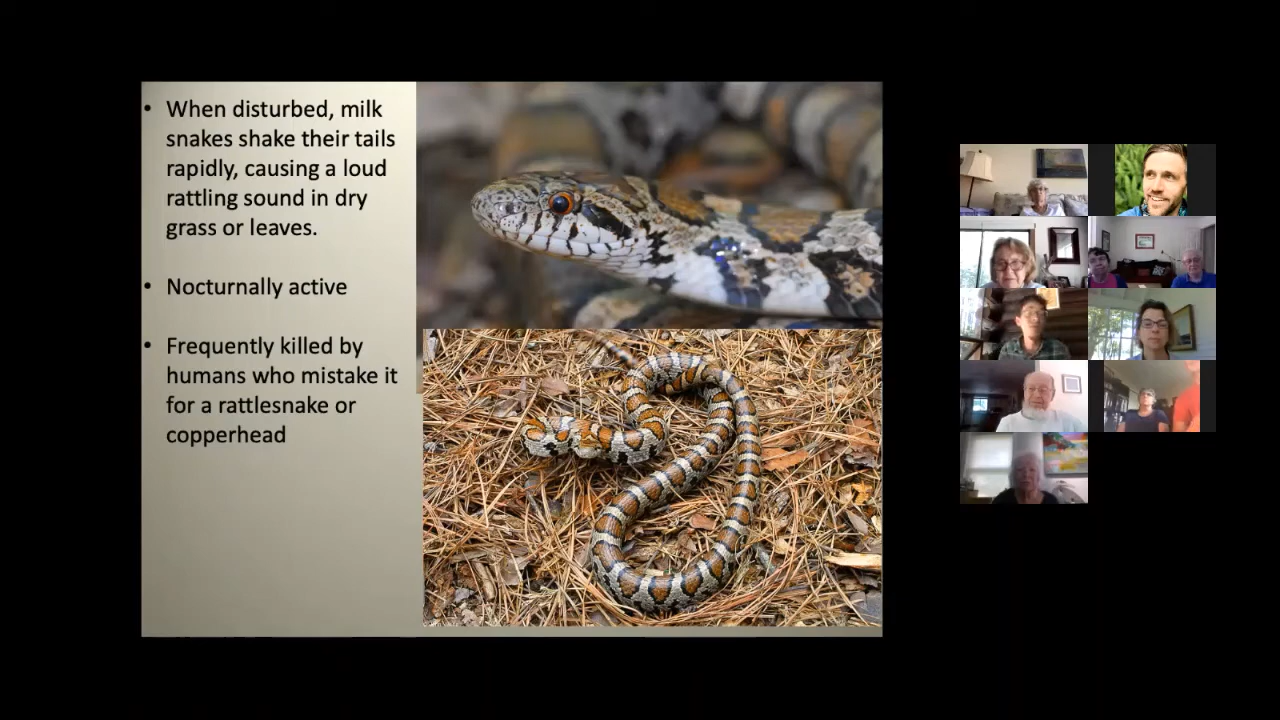 • When disturbed, milk
snakes shake their tails
rapidly, causing a loud
rattling sound in dry
grass or leaves.
• Nocturnally active
• Frequently killed by
humans who mistake it
for a rattlesnake or
copperhead